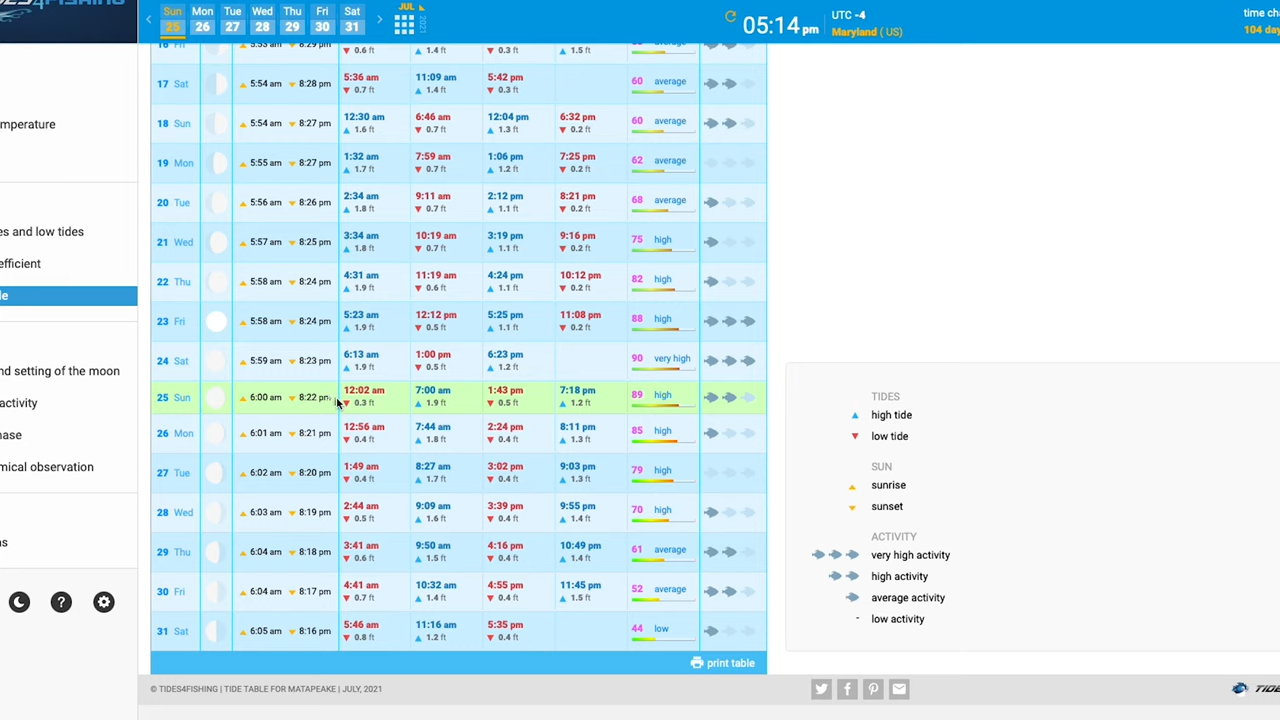 TIDES4FISHING
Sun Mon Tue Wed Thu Fri Sat
25 26 27 28 29 30 31
JUL
2021
05:14 pm
UTC -4
Maryland ( US)
time
104
16 Fri 5:53 am 8:29 pm 0.6 ft 1.4 ft 0.3 ft 1.5 ft
17 Sat 5:54 am 8:28 pm 5:36 am 11:09 am 5:42 pm 60 average
0.7 ft 1.4 ft 0.3 ft
18 Sun 5:54 am 8:27 pm 12:30 am 6:46 am 12:04 pm 6:32 pm 60 average
1.6 ft 0.7 ft 1.3 ft 0.2 ft
19 Mon 5:55 am 8:27 pm 1:32 am 7:59 am 1:06 pm 7:25 pm 62 average
1.7 ft 0.7 ft 1.2 ft 0.2 ft
20 Tue 5:56 am 8:26 pm 2:34 am 9:11 am 2:12 pm 8:21 pm 68 average
1.8 ft 0.7 ft 1.1 ft 0.2 ft
21 Wed 5:57 am 8:25 pm 3:34 am 10:19 am 3:19 pm 9:16 pm 75 high
1.8 ft 0.7 ft 1.1 ft 0.2 ft
22 Thu 5:58 am 8:24 pm 4:31 am 11:19 am 4:24 pm 10:12 pm 82 high
1.9 ft 0.6 ft 1.1 ft 0.2 ft
23 Fri 5:58 am 8:24 pm 5:23 am 12:12 pm 5:25 pm 11:08 pm 88 high
1.9 ft 0.5 ft 1.1 ft 0.2 ft
24 Sat 5:59 am 8:23 pm 6:13 am 1:00 pm 6:23 pm 90 very high
1.9 ft 0.5 ft 1.2 ft
25 Sun 6:00 am 8:22 pm 12:02 am 7:00 am 1:43 pm 7:18 pm 89 high
0.3 ft 1.9 ft 0.5 ft 1.2 ft
26 Mon 6:01 am 8:21 pm 12:56 am 7:44 am 2:24 pm 8:11 pm 85 high
0.4 ft 1.8 ft 0.4 ft 1.3 ft
27 Tue 6:02 am 8:20 pm 1:49 am 8:27 am 3:02 pm 9:03 pm 79 high
0.4 ft 1.7 ft 0.4 ft 1.3 ft
28 Wed 6:03 am 8:19 pm 2:44 am 9:09 am 3:39 pm 9:55 pm 70 high
0.5 ft 1.6 ft 0.4 ft 1.4 ft
29 Thu 6:04 am 8:18 pm 3:41 am 9:50 am 4:16 pm 10:49 pm 61 average
0.6 ft 1.5 ft 0.4 ft 1.4 ft
30 Fri 6:04 am 8:17 pm 4:41 am 10:32 am 4:55 pm 11:45 pm 52 average
0.7 ft 1.4 ft 0.4 ft 1.5 ft
31 Sat 6:05 am 8:16 pm 5:46 am 11:16 am 5:35 pm 44 low
0.8 ft 1.2 ft 0.4 ft
print table
mperature
es and low tides
efficient
le
nd setting of the moon
activity
hase
mical observation
ns
?
TIDES
high tide
low tide
SUN
sunrise
sunset
ACTIVITY
very high activity
high activity
average activity
- low activity
© TIDES4FISHING | TIDE TABLE FOR MATAPEAKE | JULY, 2021